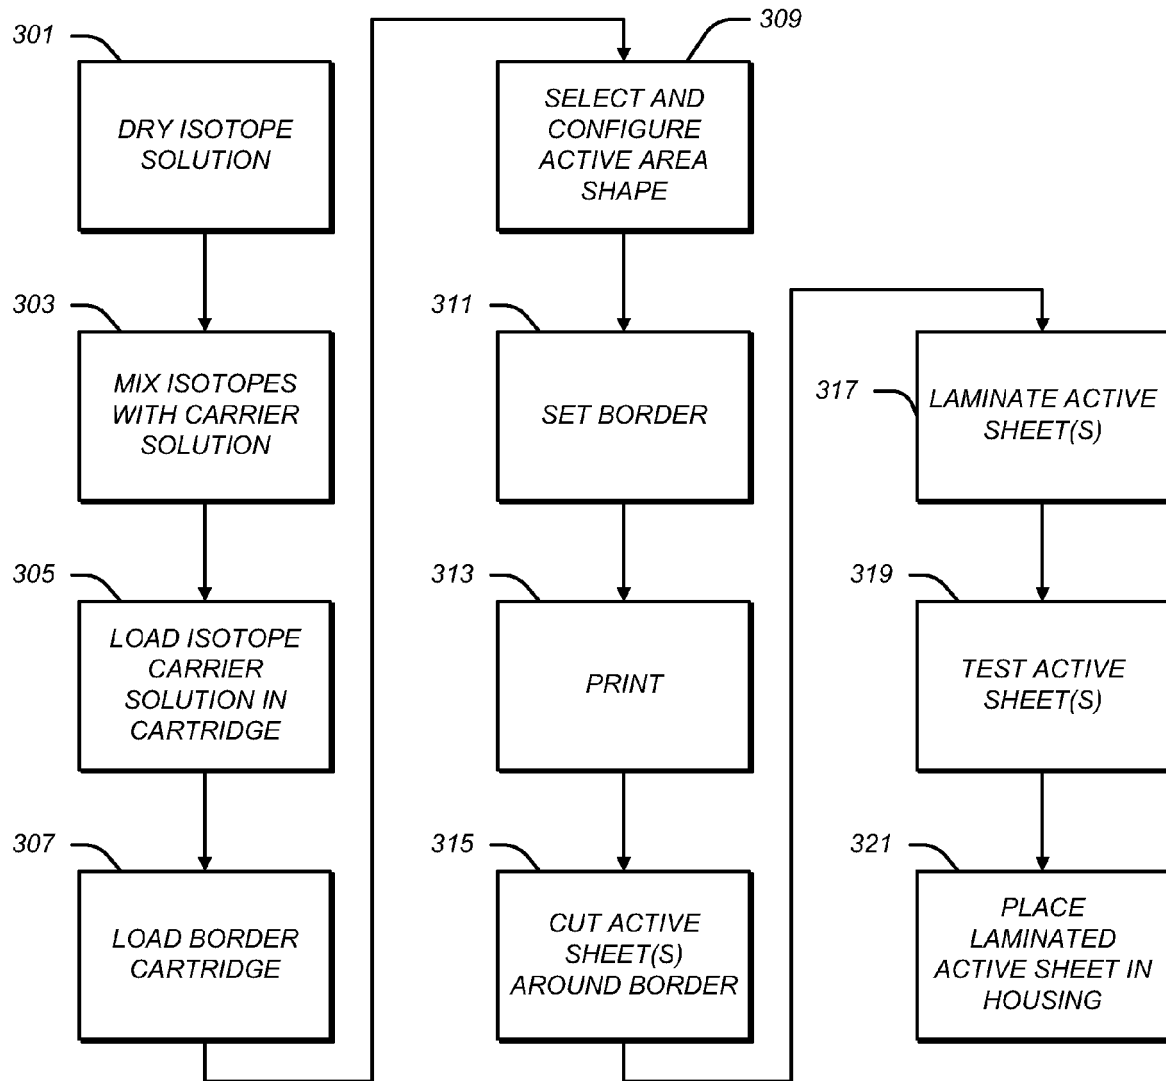 301
DRY ISOTOPE
SOLUTION
303
MIX ISOTOPES
WITH CARRIER
SOLUTION
305
LOAD ISOTOPE
CARRIER
SOLUTION IN
CARTRIDGE
307
LOAD BORDER
CARTRIDGE
309
SELECT AND
CONFIGURE
ACTIVE AREA
SHAPE
311
SET BORDER
313
PRINT
315
CUT ACTIVE
SHEET(S)
AROUND BORDER
317
LAMINATE ACTIVE
SHEET(S)
319
TEST ACTIVE
SHEET(S)
321
PLACE
LAMINATED
ACTIVE SHEET IN
HOUSING